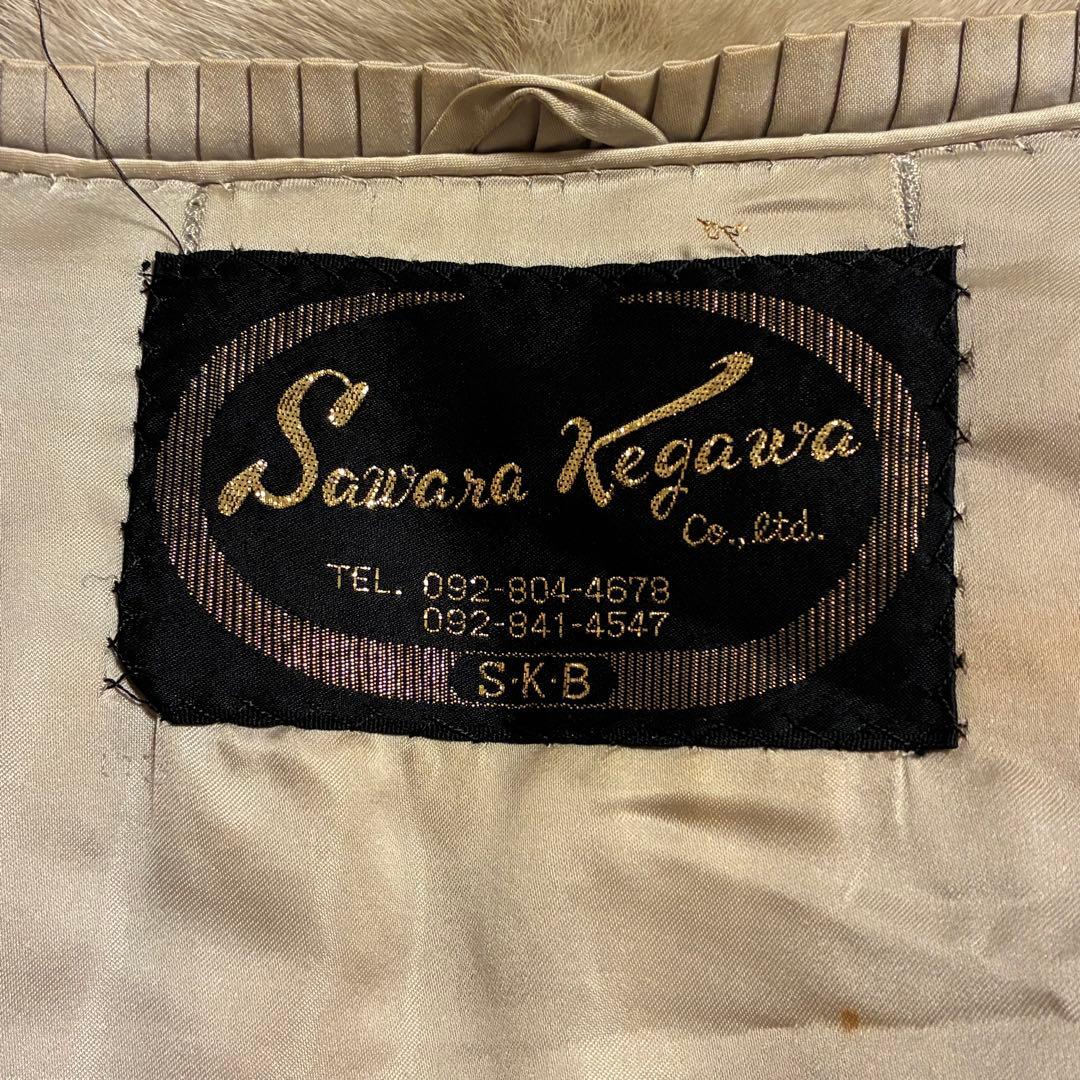 Sawara Kegawa
Co., ltd.
TEL. 092-804-4678
092-841-4547
S·K·B